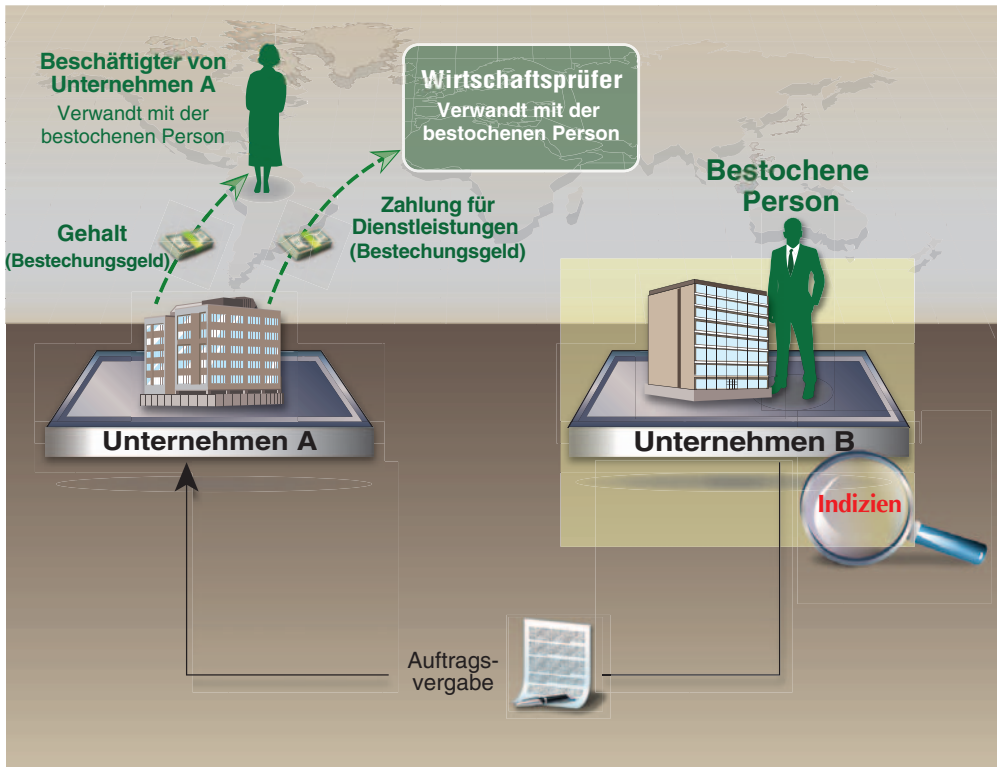 Beschäftigter von
Unternehmen A
Verwandt mit der
bestochenen Person
Wirtschaftsprüfer
Verwandt mit der
bestochenen Person
Bestochene
Person
Gehalt
(Bestechungsgeld)
Zahlung für
Dienstleistungen
(Bestechungsgeld)
Unternehmen A
Unternehmen B
Indizien
Auftrags-
vergabe